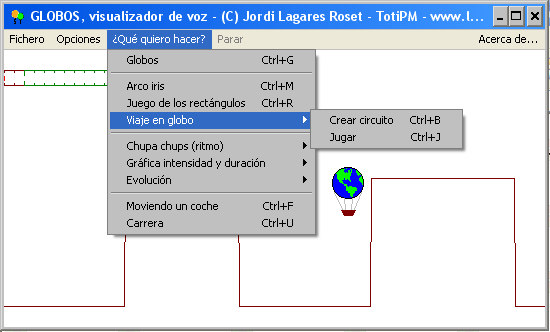 GLOBOS, visualizador de voz - (C) Jordi Lagares Roset - TotiPM - www.l...
Fichero Opciones ¿Qué quiero hacer? Parar Acerca de...
Globos Ctrl+G
Arco iris Ctrl+M
Juego de los rectángulos Ctrl+R
Viaje en globo
Crear circuito Ctrl+B
Jugar Ctrl+J
Chupa chups (ritmo)
Gráfica intensidad y duración
Evolución
Moviendo un coche Ctrl+F
Carrera Ctrl+U